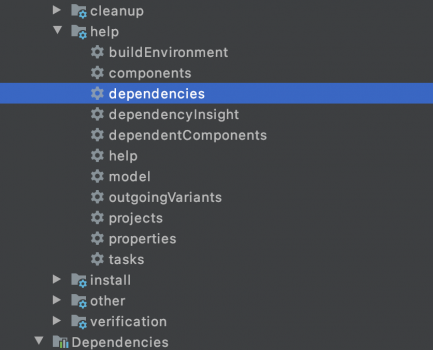 cleanup
help
buildEnvironment
components
dependencies
dependencyInsight
dependentComponents
help
model
outgoingVariants
projects
properties
tasks
install
other
verification
Dependencies